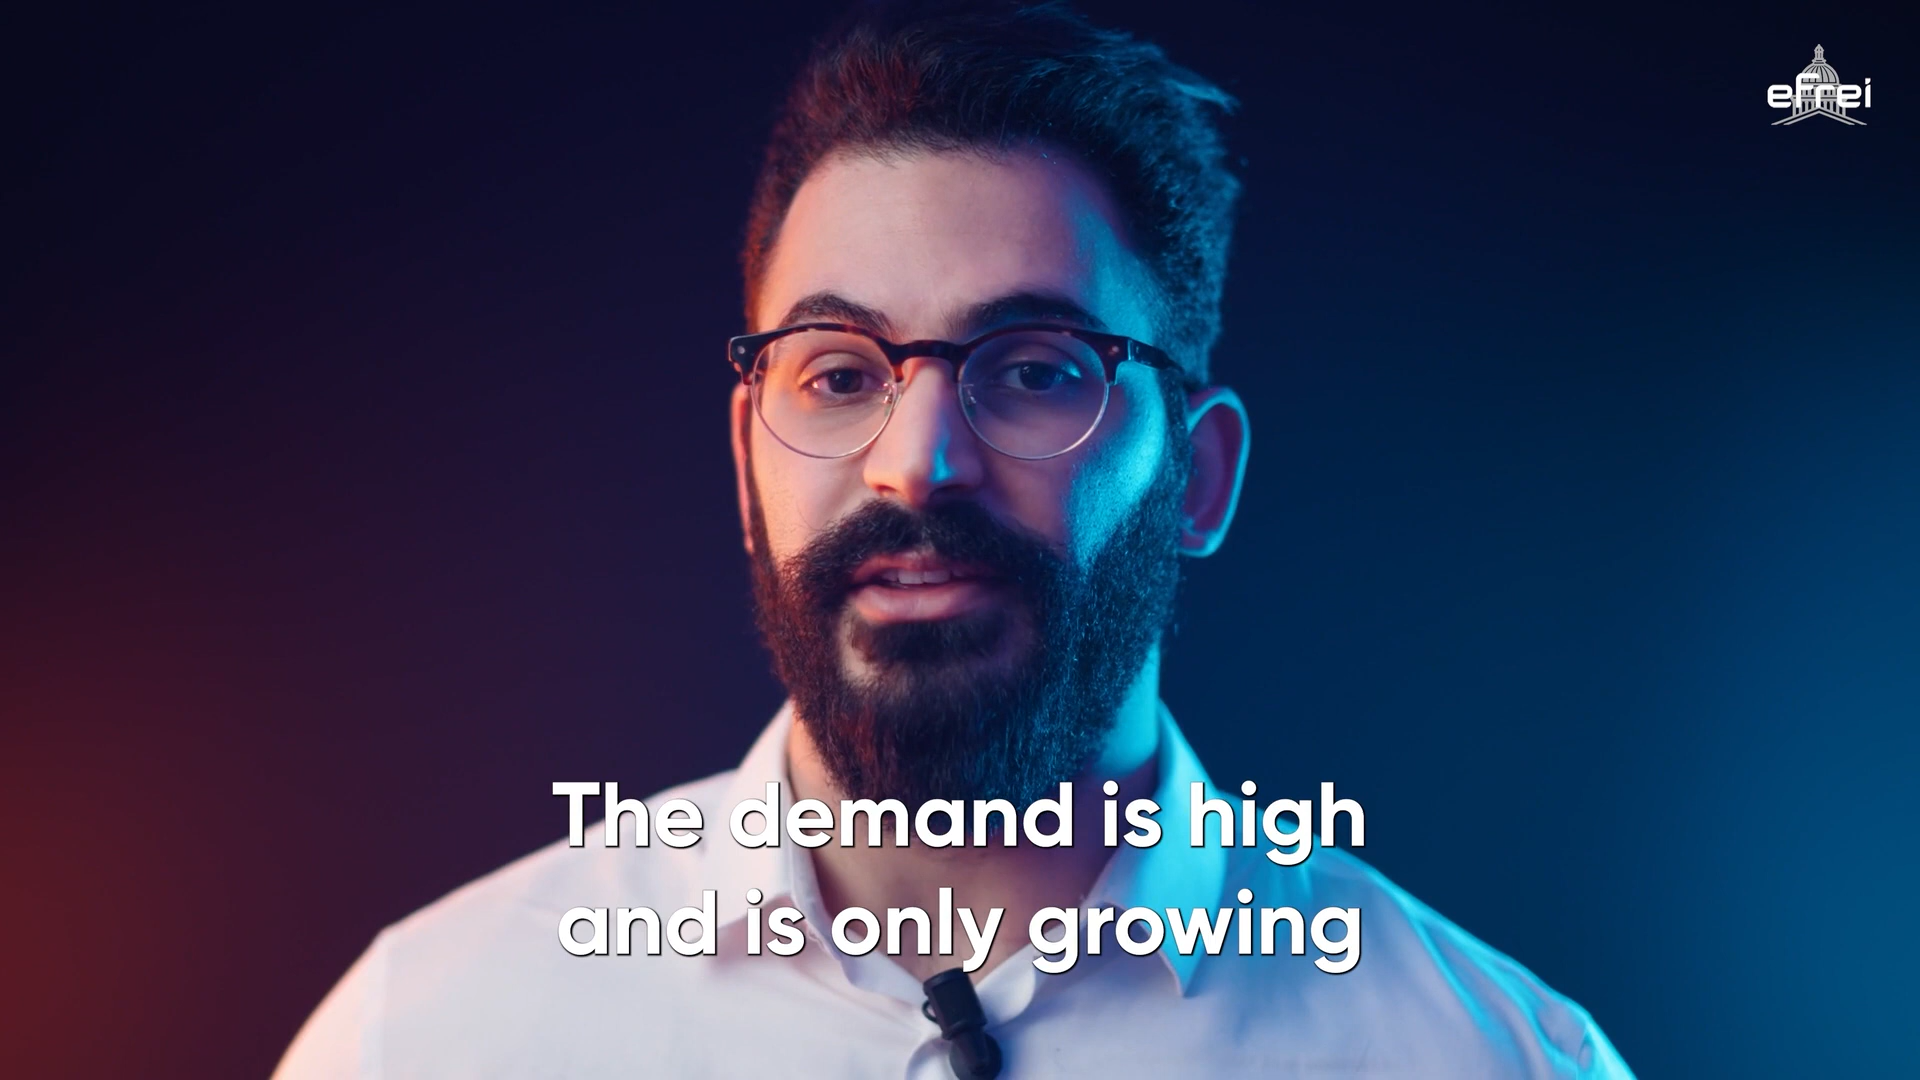 efrei
The demand is high
and is only growing